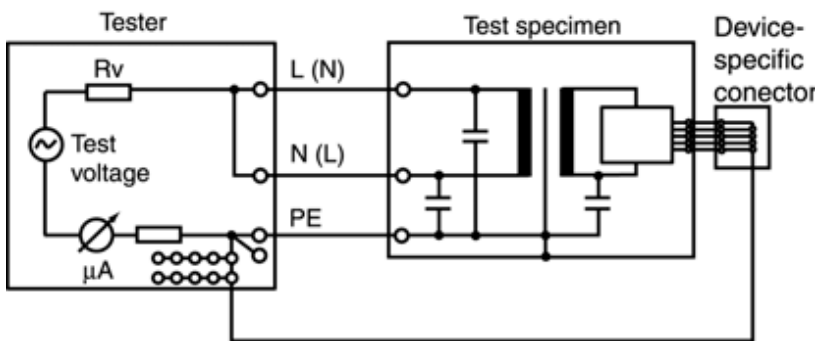 Tester
Test specimen
Device-
specific
conector
Rv
L (N)
Test
voltage
N (L)
PE
µA